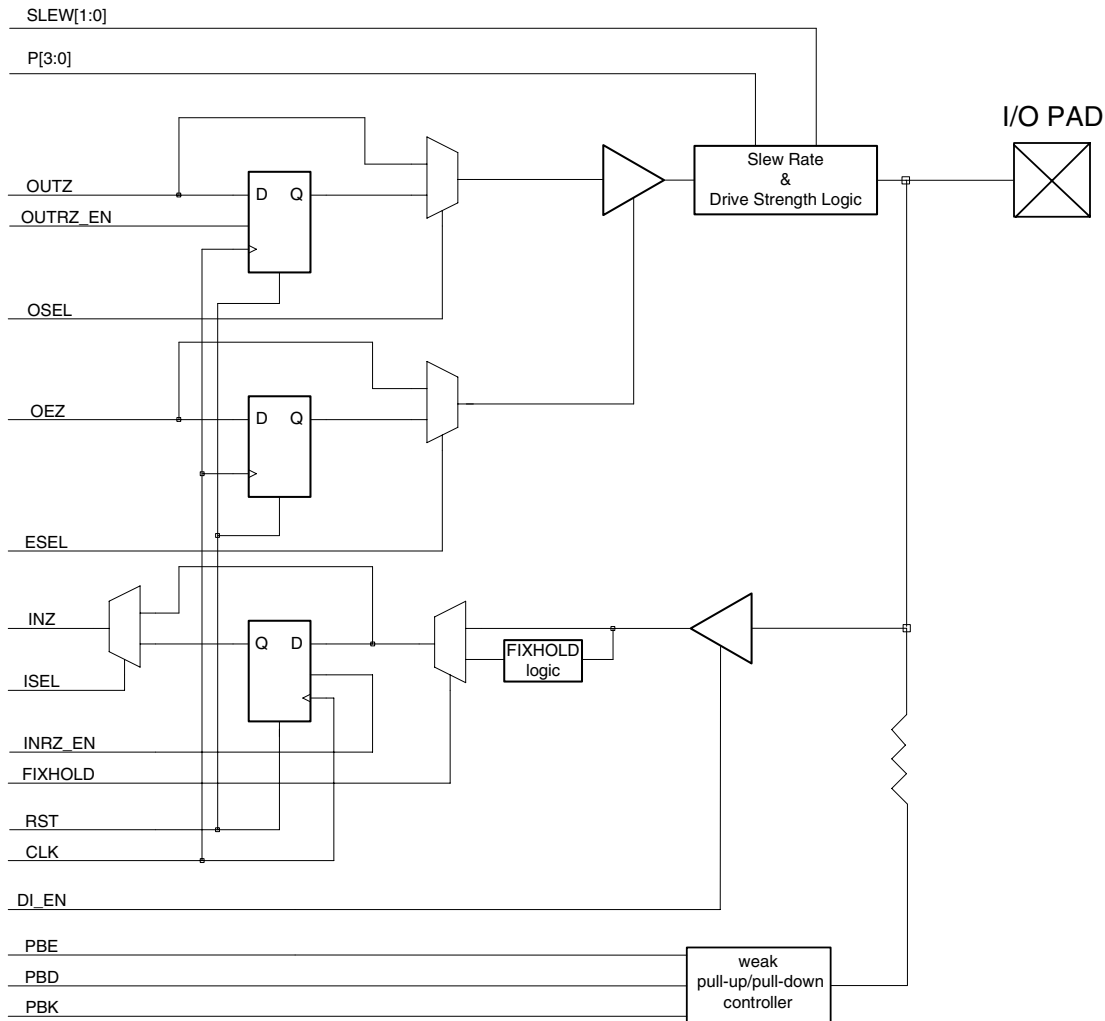 SLEW[1:0]
P[3:0]
I/O PAD
Slew Rate
&
Drive Strength Logic
OUTZ
D Q
OUTRZ_EN
OSEL
OEZ
D Q
ESEL
INZ
Q D
FIXHOLD
logic
ISEL
INRZ_EN
FIXHOLD
RST
CLK
DI_EN
PBE
PBD
PBK
weak
pull-up/pull-down
controller